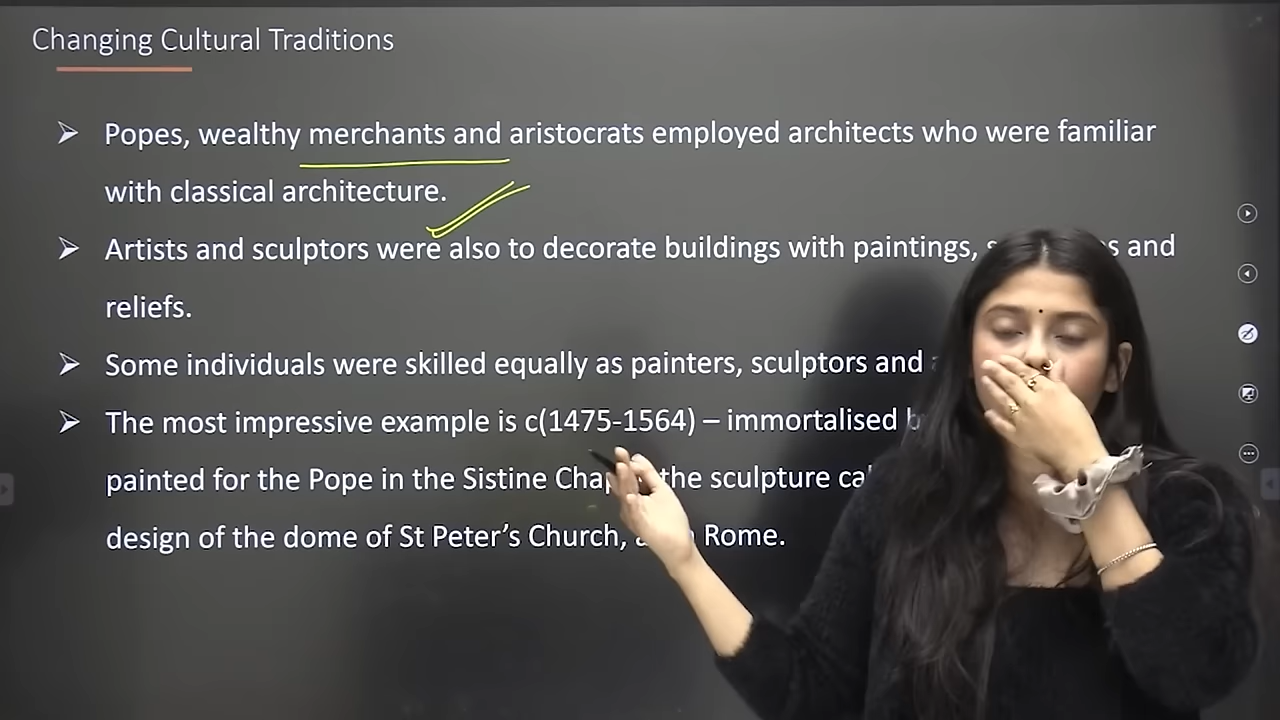 Changing Cultural Traditions
➢ Popes, wealthy merchants and aristocrats employed architects who were familiar
with classical architecture.
➢ Artists and sculptors were also to decorate buildings with paintings, and
reliefs.
➢ Some individuals were skilled equally as painters, sculptors and
➢ The most impressive example is c(1475-1564) – immortalised
painted for the Pope in the Sistine the sculpture
design of the dome of St Peter’s Church, Rome.